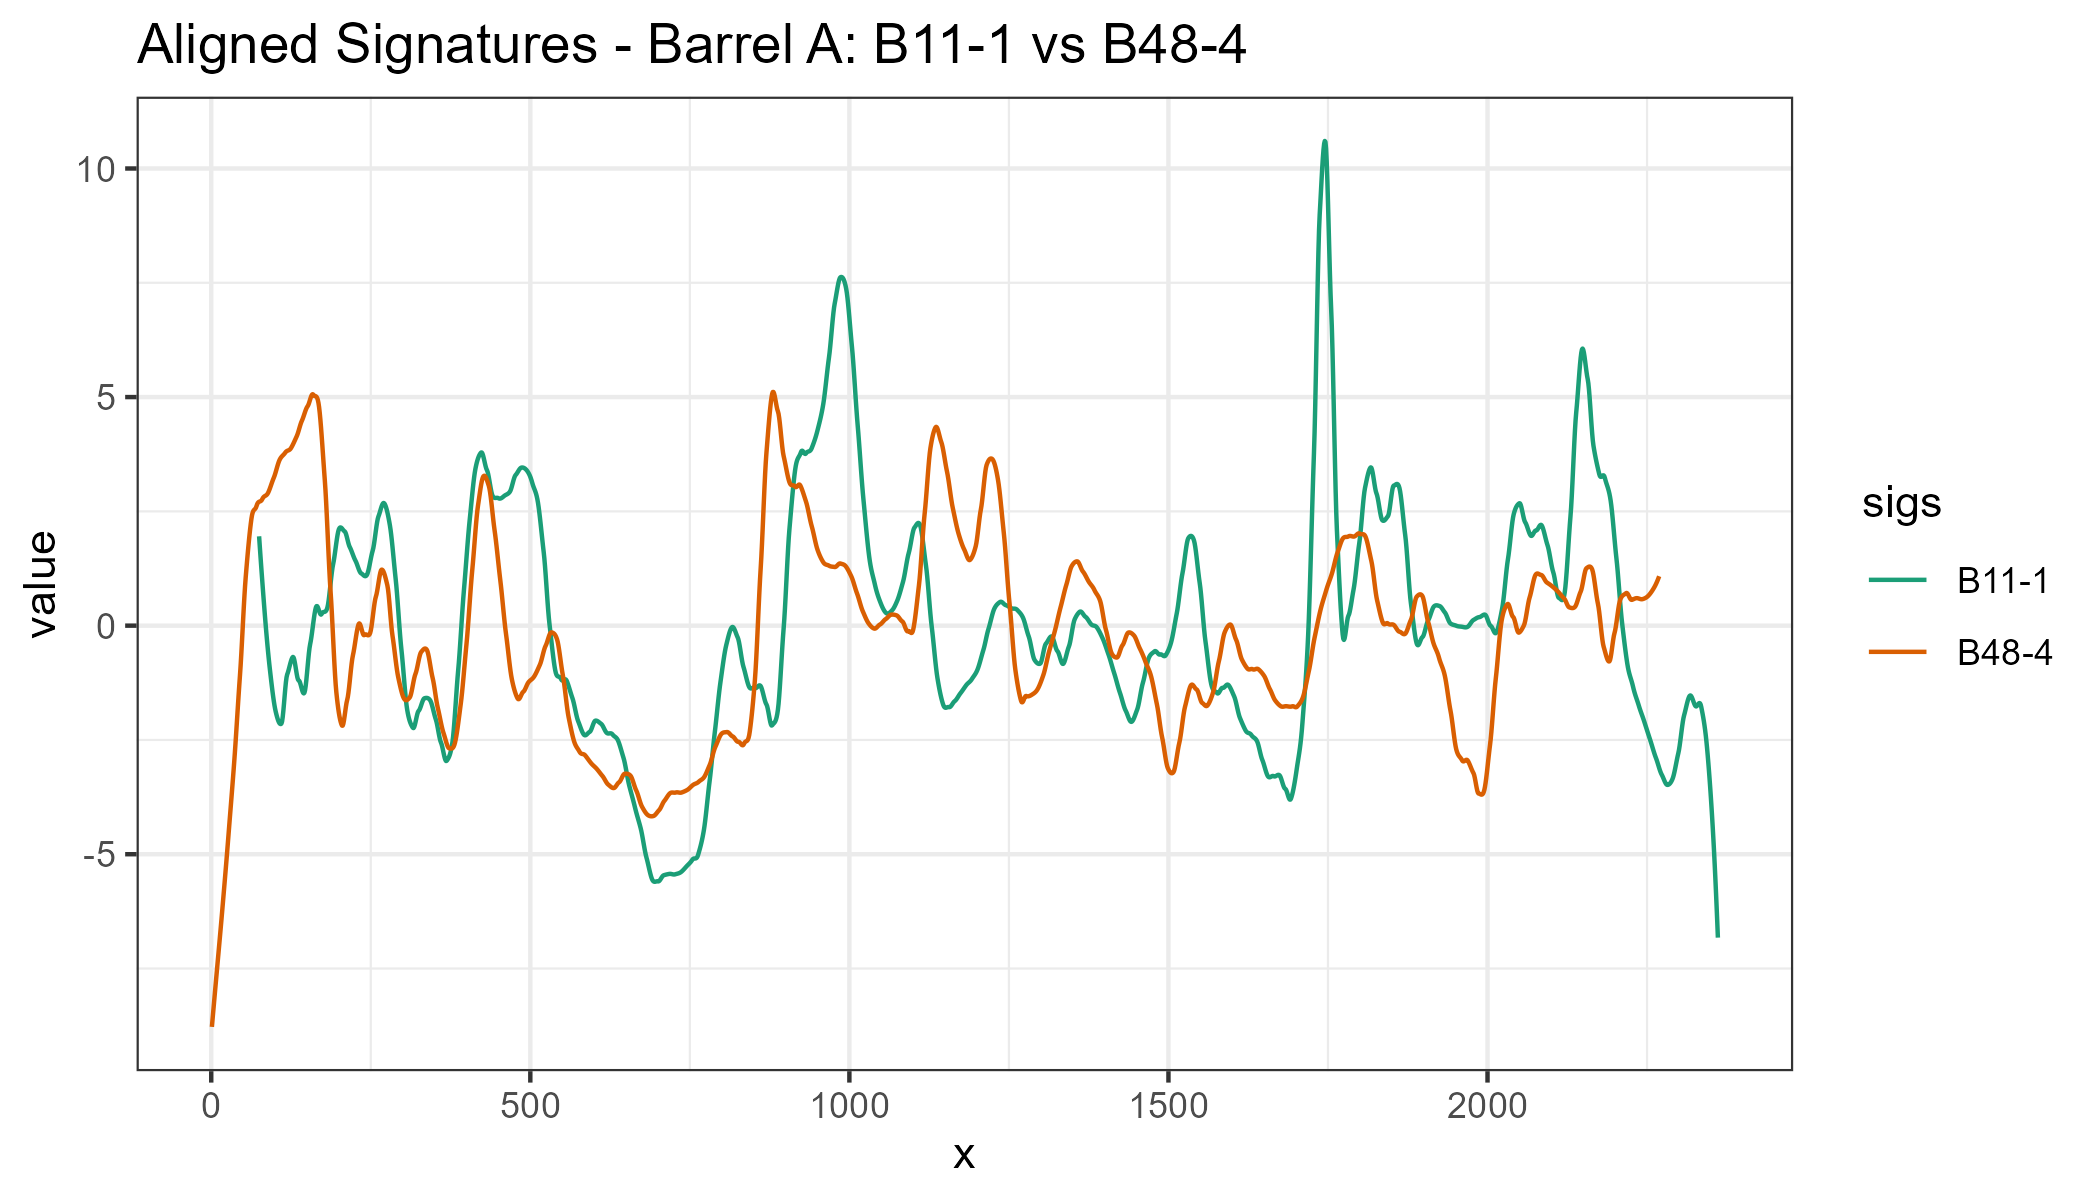 Aligned Signatures - Barrel A: B11-1 vs B48-4
10
5
0
-5
value
0 500 1000 1500 2000
x
sigs
B11-1
B48-4